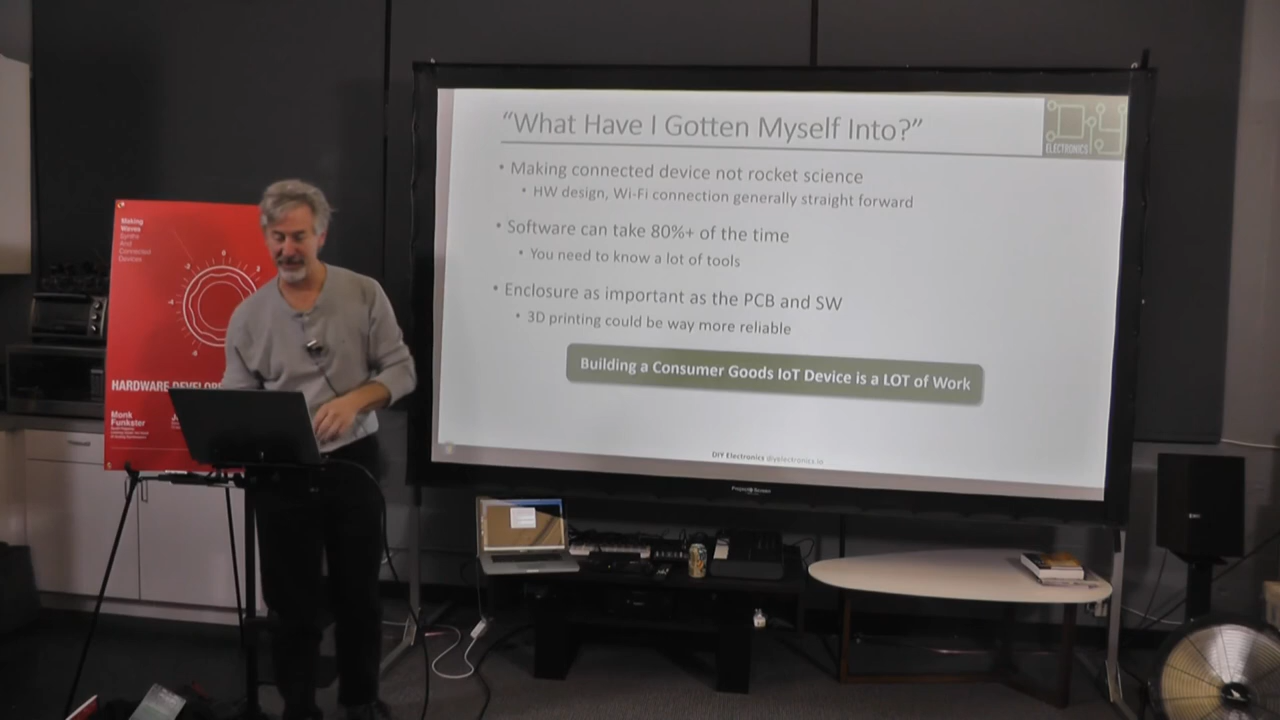 Making
Waves
Synths
And
Connected
Devices
HARDWARE DEVELOP
Monk
Funkster
"What Have I Gotten Myself Into?"
ELECTRONICS
• Making connected device not rocket science
• HW design, Wi-Fi connection generally straight forward
• Software can take 80%+ of the time
• You need to know a lot of tools
• Enclosure as important as the PCB and SW
• 3D printing could be way more reliable
Building a Consumer Goods IoT Device is a LOT of Work
DIY Electronics diyelectronics.io